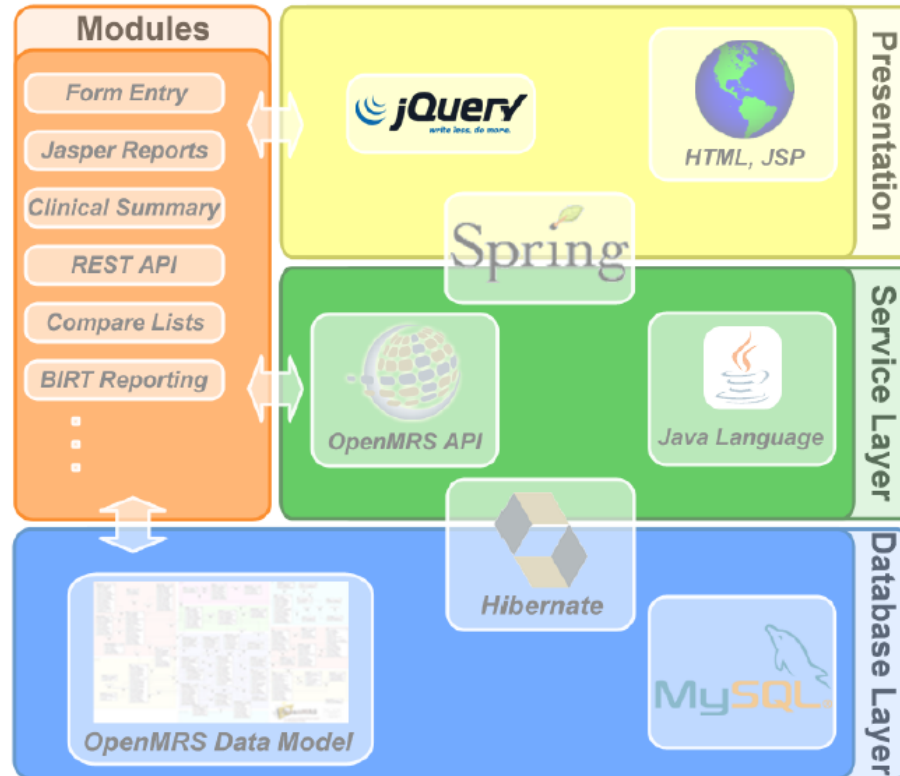 Modules
Form Entry
Jasper Reports
Clinical Summary
REST API
Compare Lists
BIRT Reporting
jQuery
write less, do more.
HTML, JSP
Presentation
Spring
OpenMRS API
Java Language
Service Layer
Hibernate
OpenMRS Data Model
MySQL
Database Layer